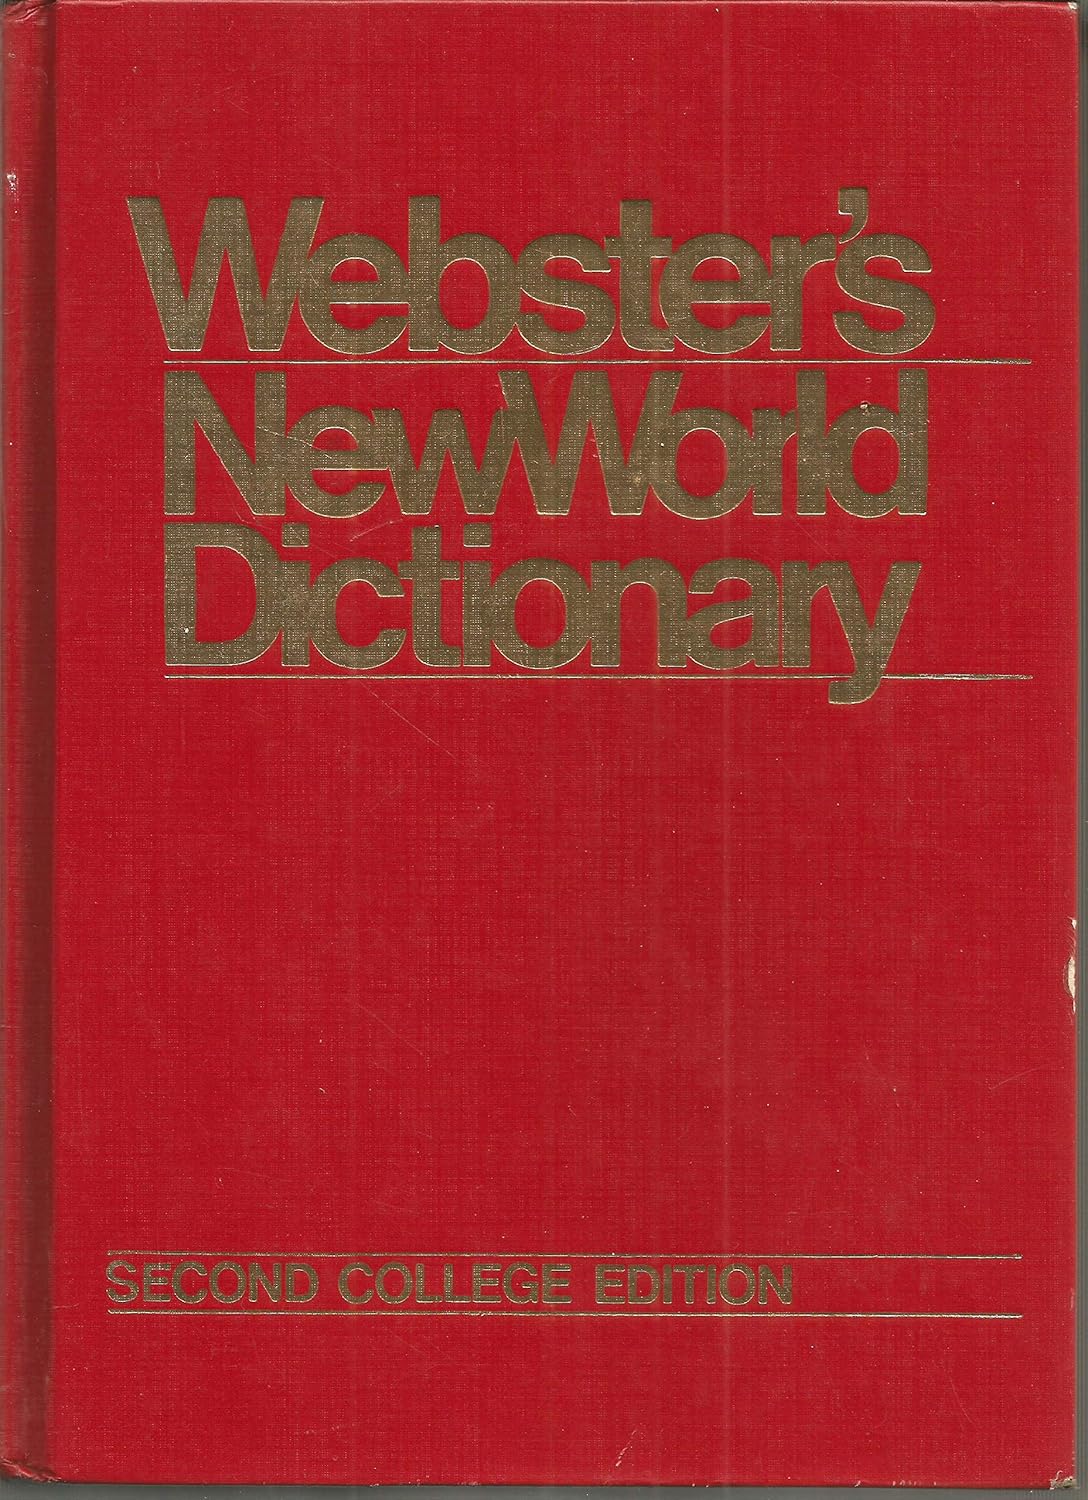 Webster's
NewWorld
Dictionary
SECOND COLLEGE EDITION